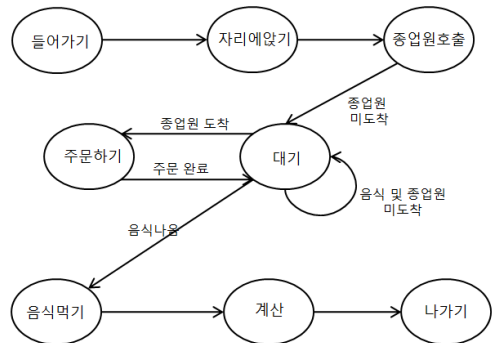 들어가기
자리에앉기
종업원호출
종업원
미도착
종업원 도착
주문하기
대기
주문 완료
음식 및 종업원
미도착
음식나옴
음식먹기
계산
나가기